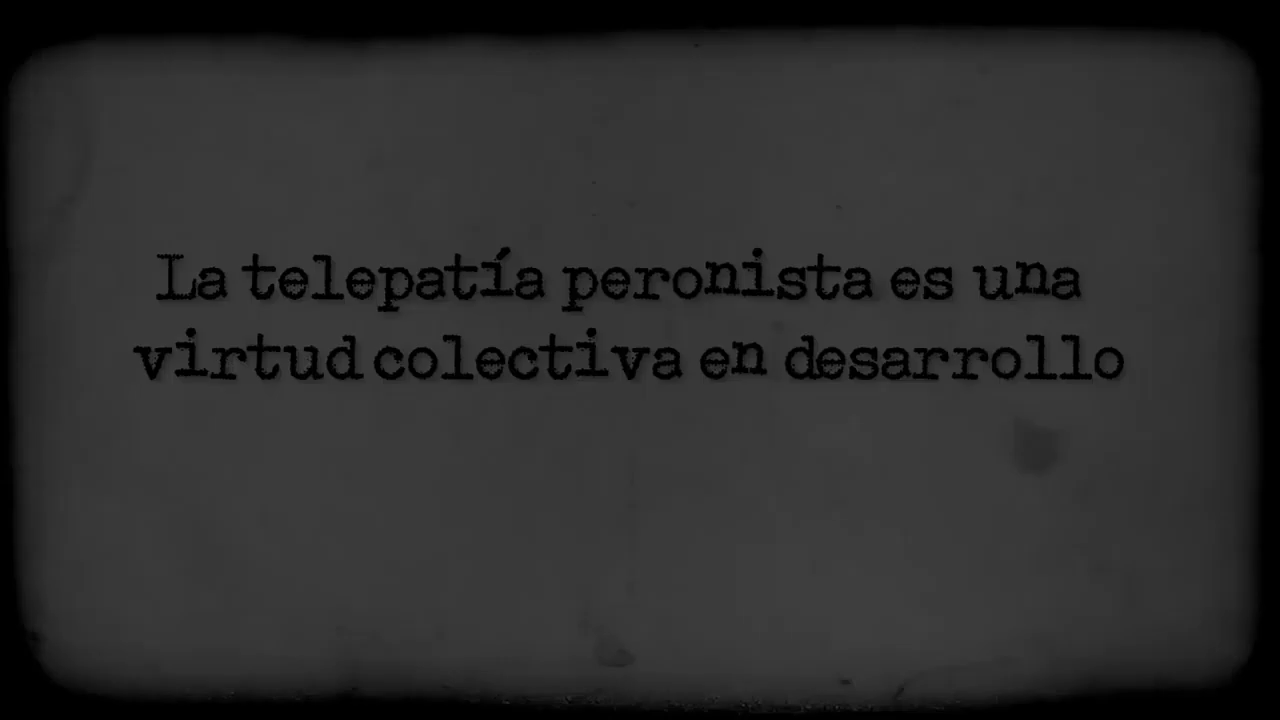 La telepatía peronista es una
virtud colectiva en desarrollo